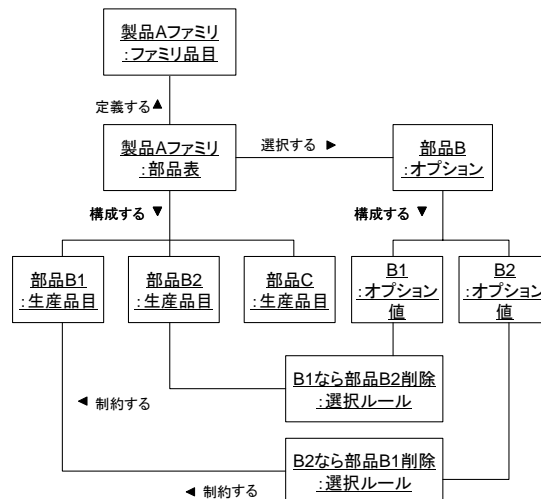 製品Aファミリ
:ファミリ品目
定義する▲
製品Aファミリ
:部品表
選択する ▶
部品B
:オプション
構成する ▼
構成する ▼
部品B1
:生産品目
部品B2
:生産品目
部品C
:生産品目
B1
:オプション
値
B2
:オプション
値
B1なら部品B2削除
:選択ルール
◀ 制約する
B2なら部品B1削除
:選択ルール
◀ 制約する